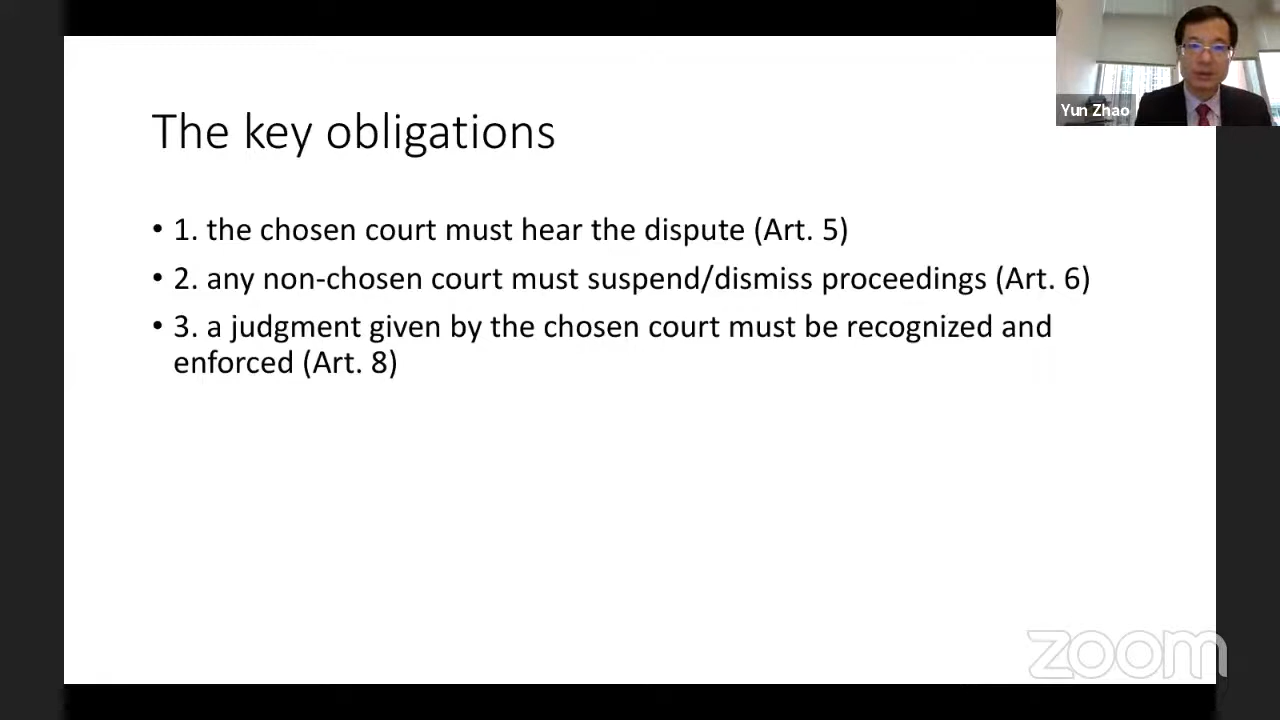 The key obligations
• 1. the chosen court must hear the dispute (Art. 5)
• 2. any non-chosen court must suspend/dismiss proceedings (Art. 6)
• 3. a judgment given by the chosen court must be recognized and
enforced (Art. 8)
Yun Zhao
zoom